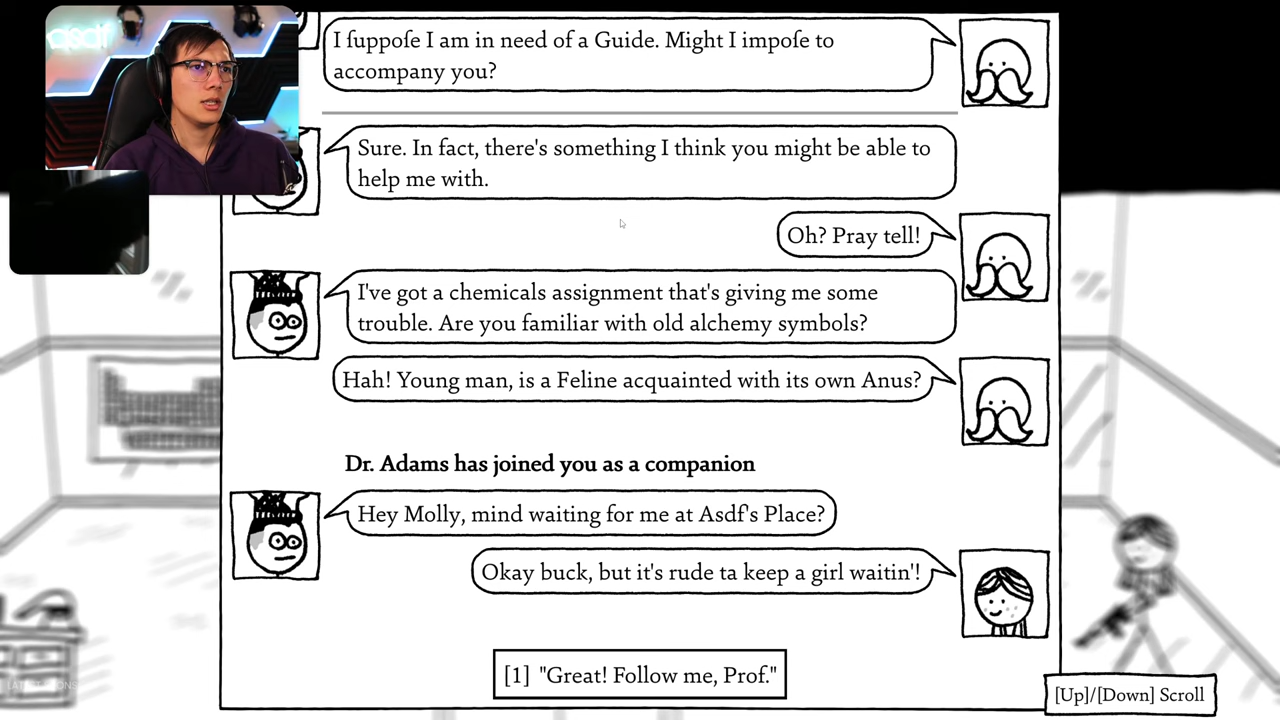 asdf
I ſuppoſe I am in need of a Guide. Might I impoſe to
accompany you?
Sure. In fact, there's something I think you might be able to
help me with.
Oh? Pray tell!
I've got a chemicals assignment that's giving me some
trouble. Are you familiar with old alchemy symbols?
Hah! Young man, is a Feline acquainted with its own Anus?
Dr. Adams has joined you as a companion
Hey Molly, mind waiting for me at Asdf's Place?
Okay buck, but it's rude ta keep a girl waitin'!
[1] "Great! Follow me, Prof."
[Up]/[Down] Scroll